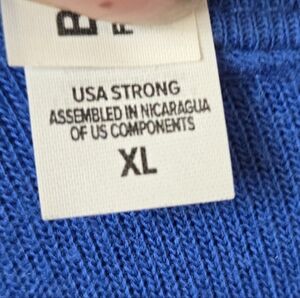 USA STRONG
ASSEMBLED IN NICARAGUA
OF US COMPONENTS
XL